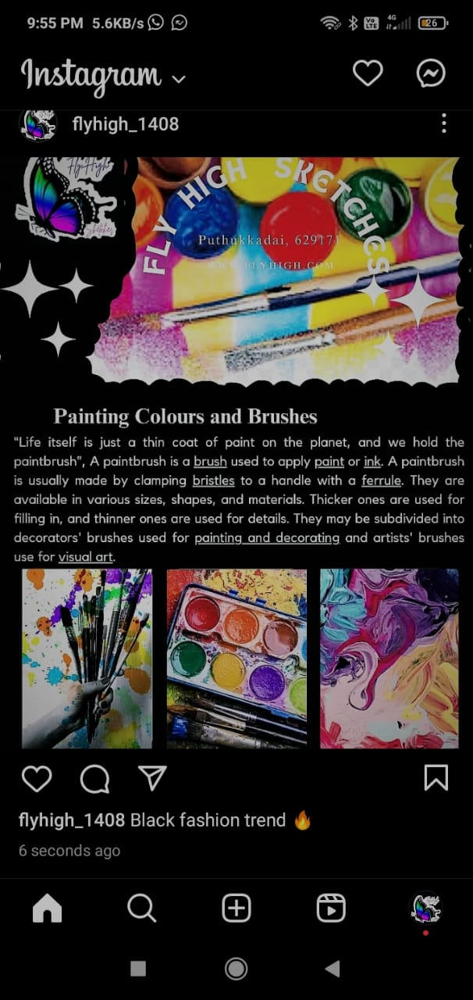 9:55 PM 5.6KB/s
Vo LTE 4G 26
Instagram
flyhigh_1408
FlyHigh
Sketches
FLY HIGH SKETCHES
Puthukkadai, 629171
WWW.FLYHIGH.COM
Painting Colours and Brushes
“Life itself is just a thin coat of paint on the planet, and we hold the
paintbrush”, A paintbrush is a brush used to apply paint or ink. A paintbrush
is usually made by clamping bristles to a handle with a ferrule. They are
available in various sizes, shapes, and materials. Thicker ones are used for
filling in, and thinner ones are used for details. They may be subdivided into
decorators' brushes used for painting and decorating and artists' brushes
use for visual art.
flyhigh_1408 Black fashion trend 🔥
6 seconds ago